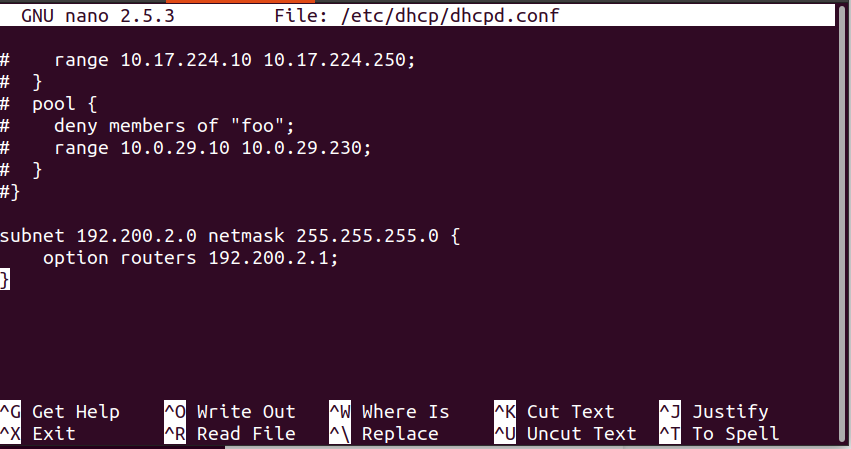 GNU nano 2.5.3 File: /etc/dhcp/dhcpd.conf
#    range 10.17.224.10 10.17.224.250;
#  }
#  pool {
#    deny members of "foo";
#    range 10.0.29.10 10.0.29.230;
#  }
#}
subnet 192.200.2.0 netmask 255.255.255.0 {
    option routers 192.200.2.1;
}
^G Get Help ^O Write Out ^W Where Is ^K Cut Text ^J Justify
^X Exit ^R Read File ^\ Replace ^U Uncut Text ^T To Spell